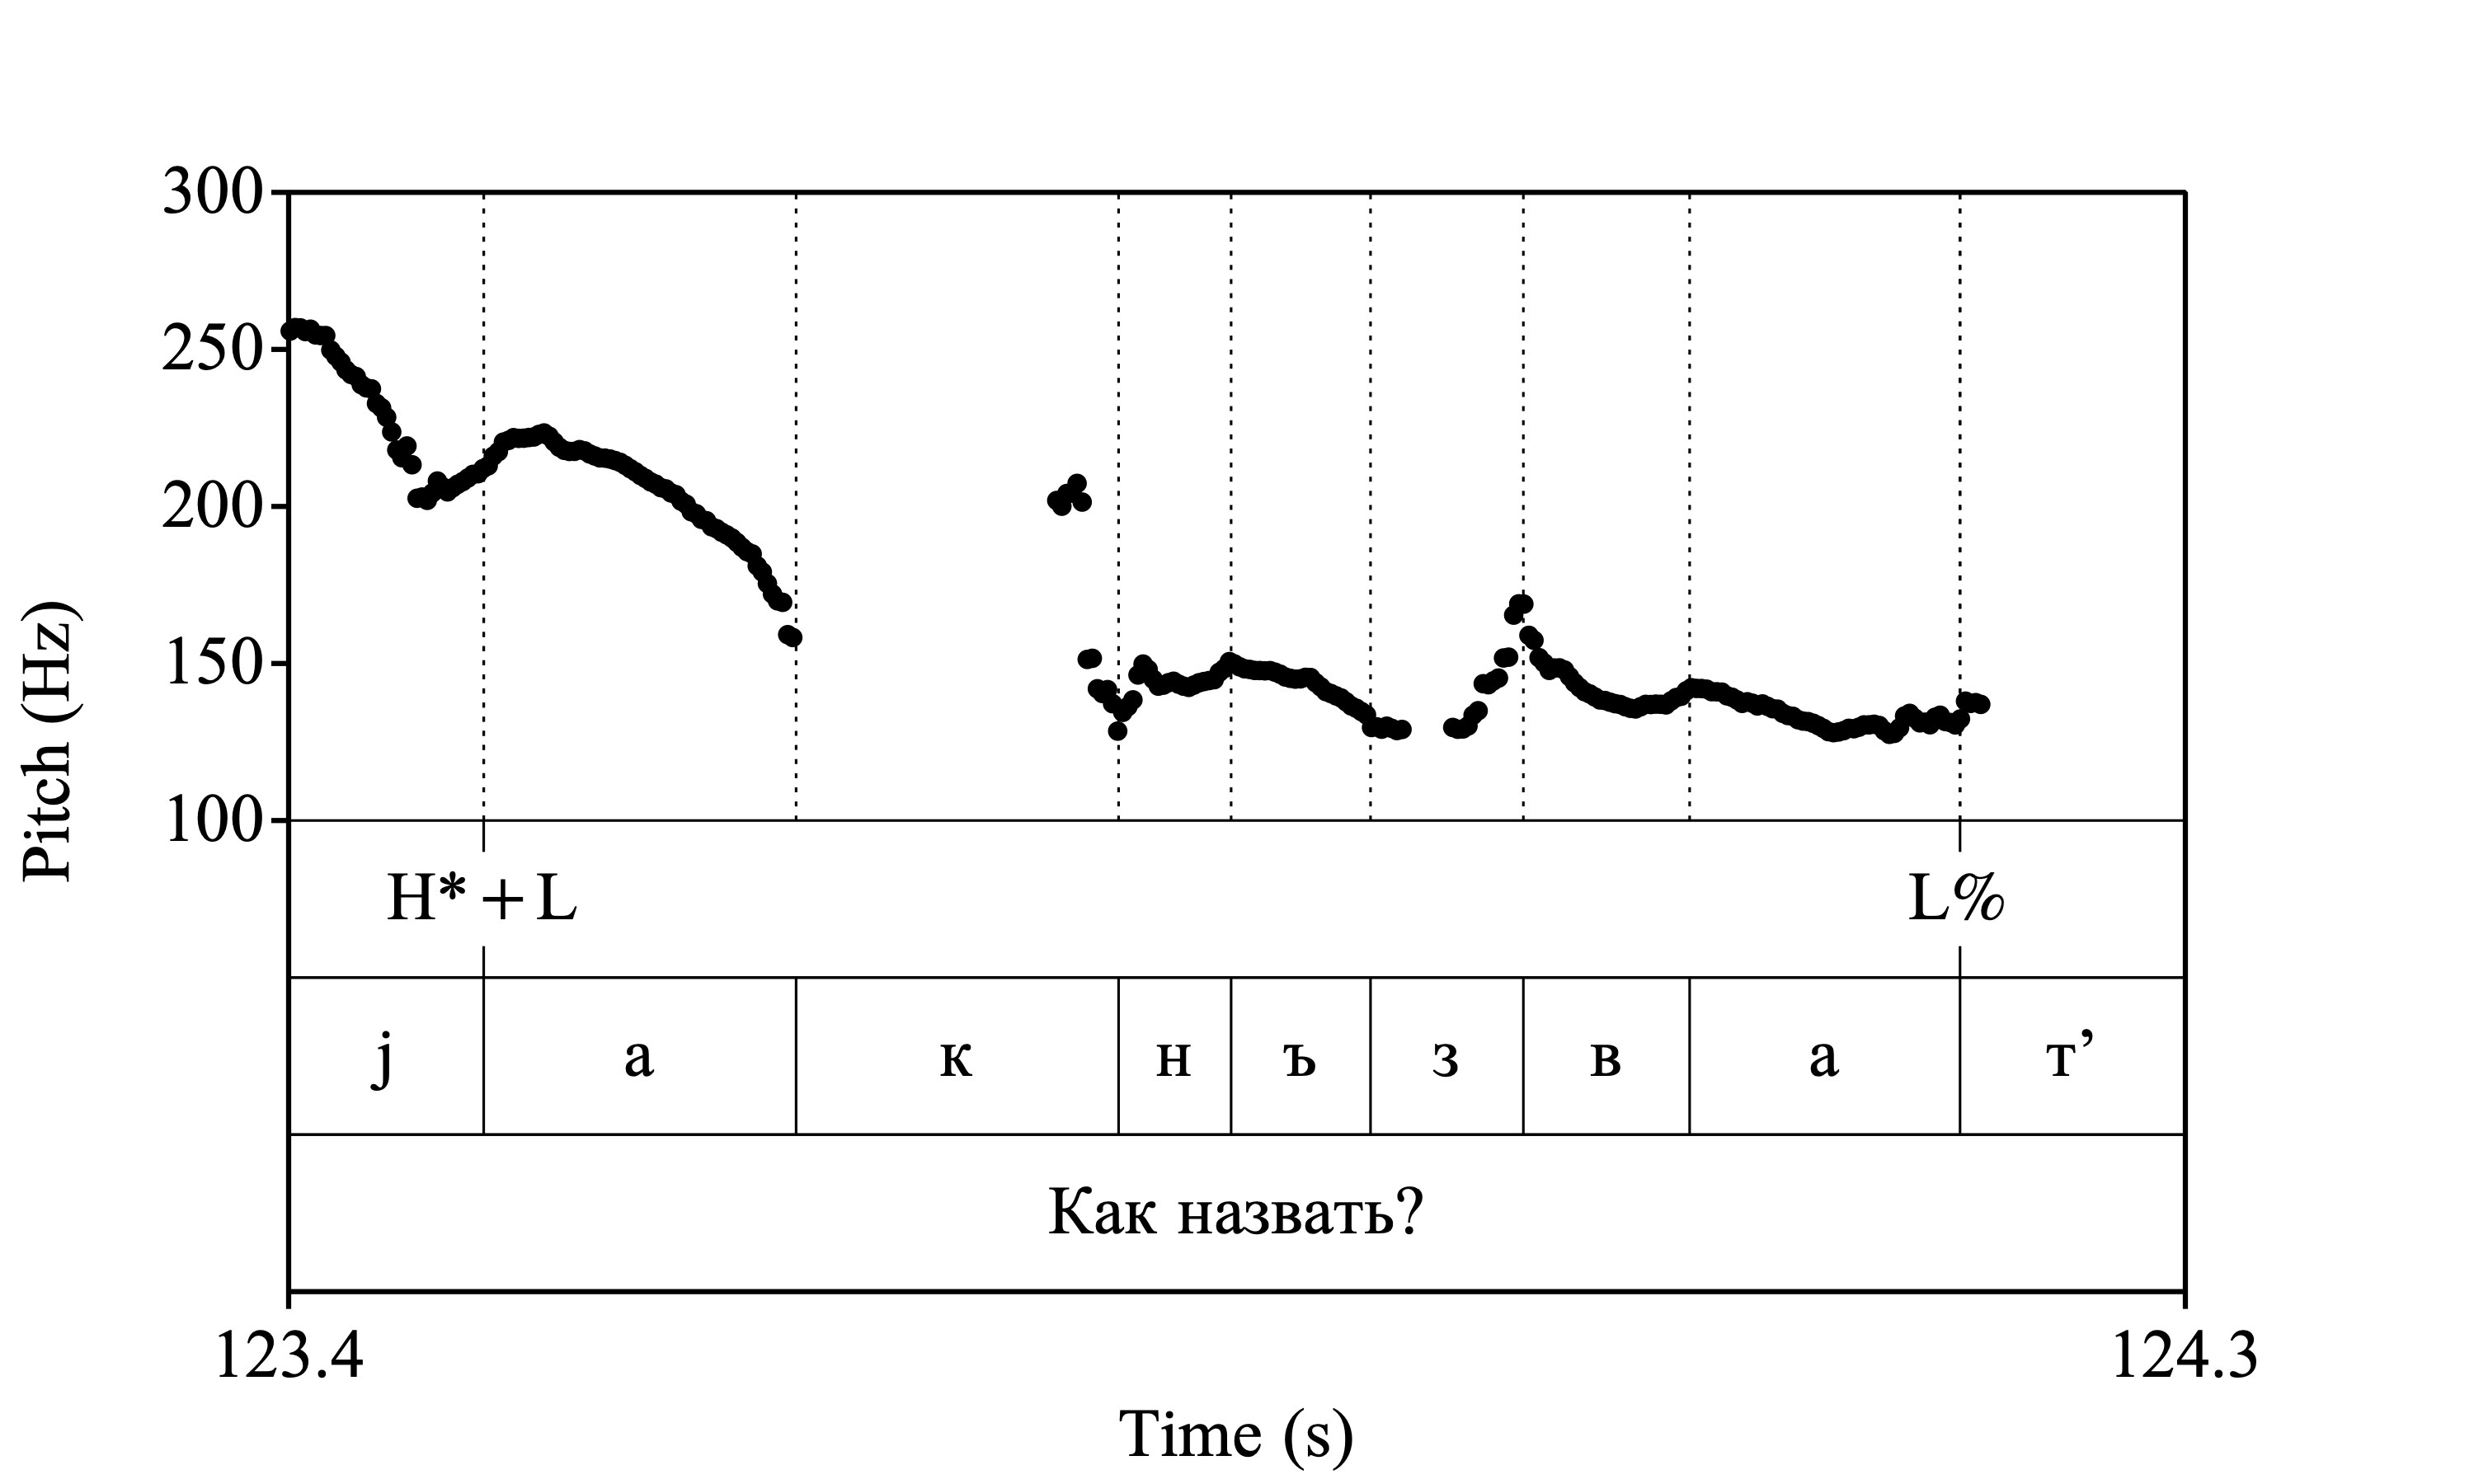 300
250
200
150
100
Pitch (Hz)
H*+L L%
j а к н ъ з в а т’
Как назвать?
123.4 124.3
Time (s)